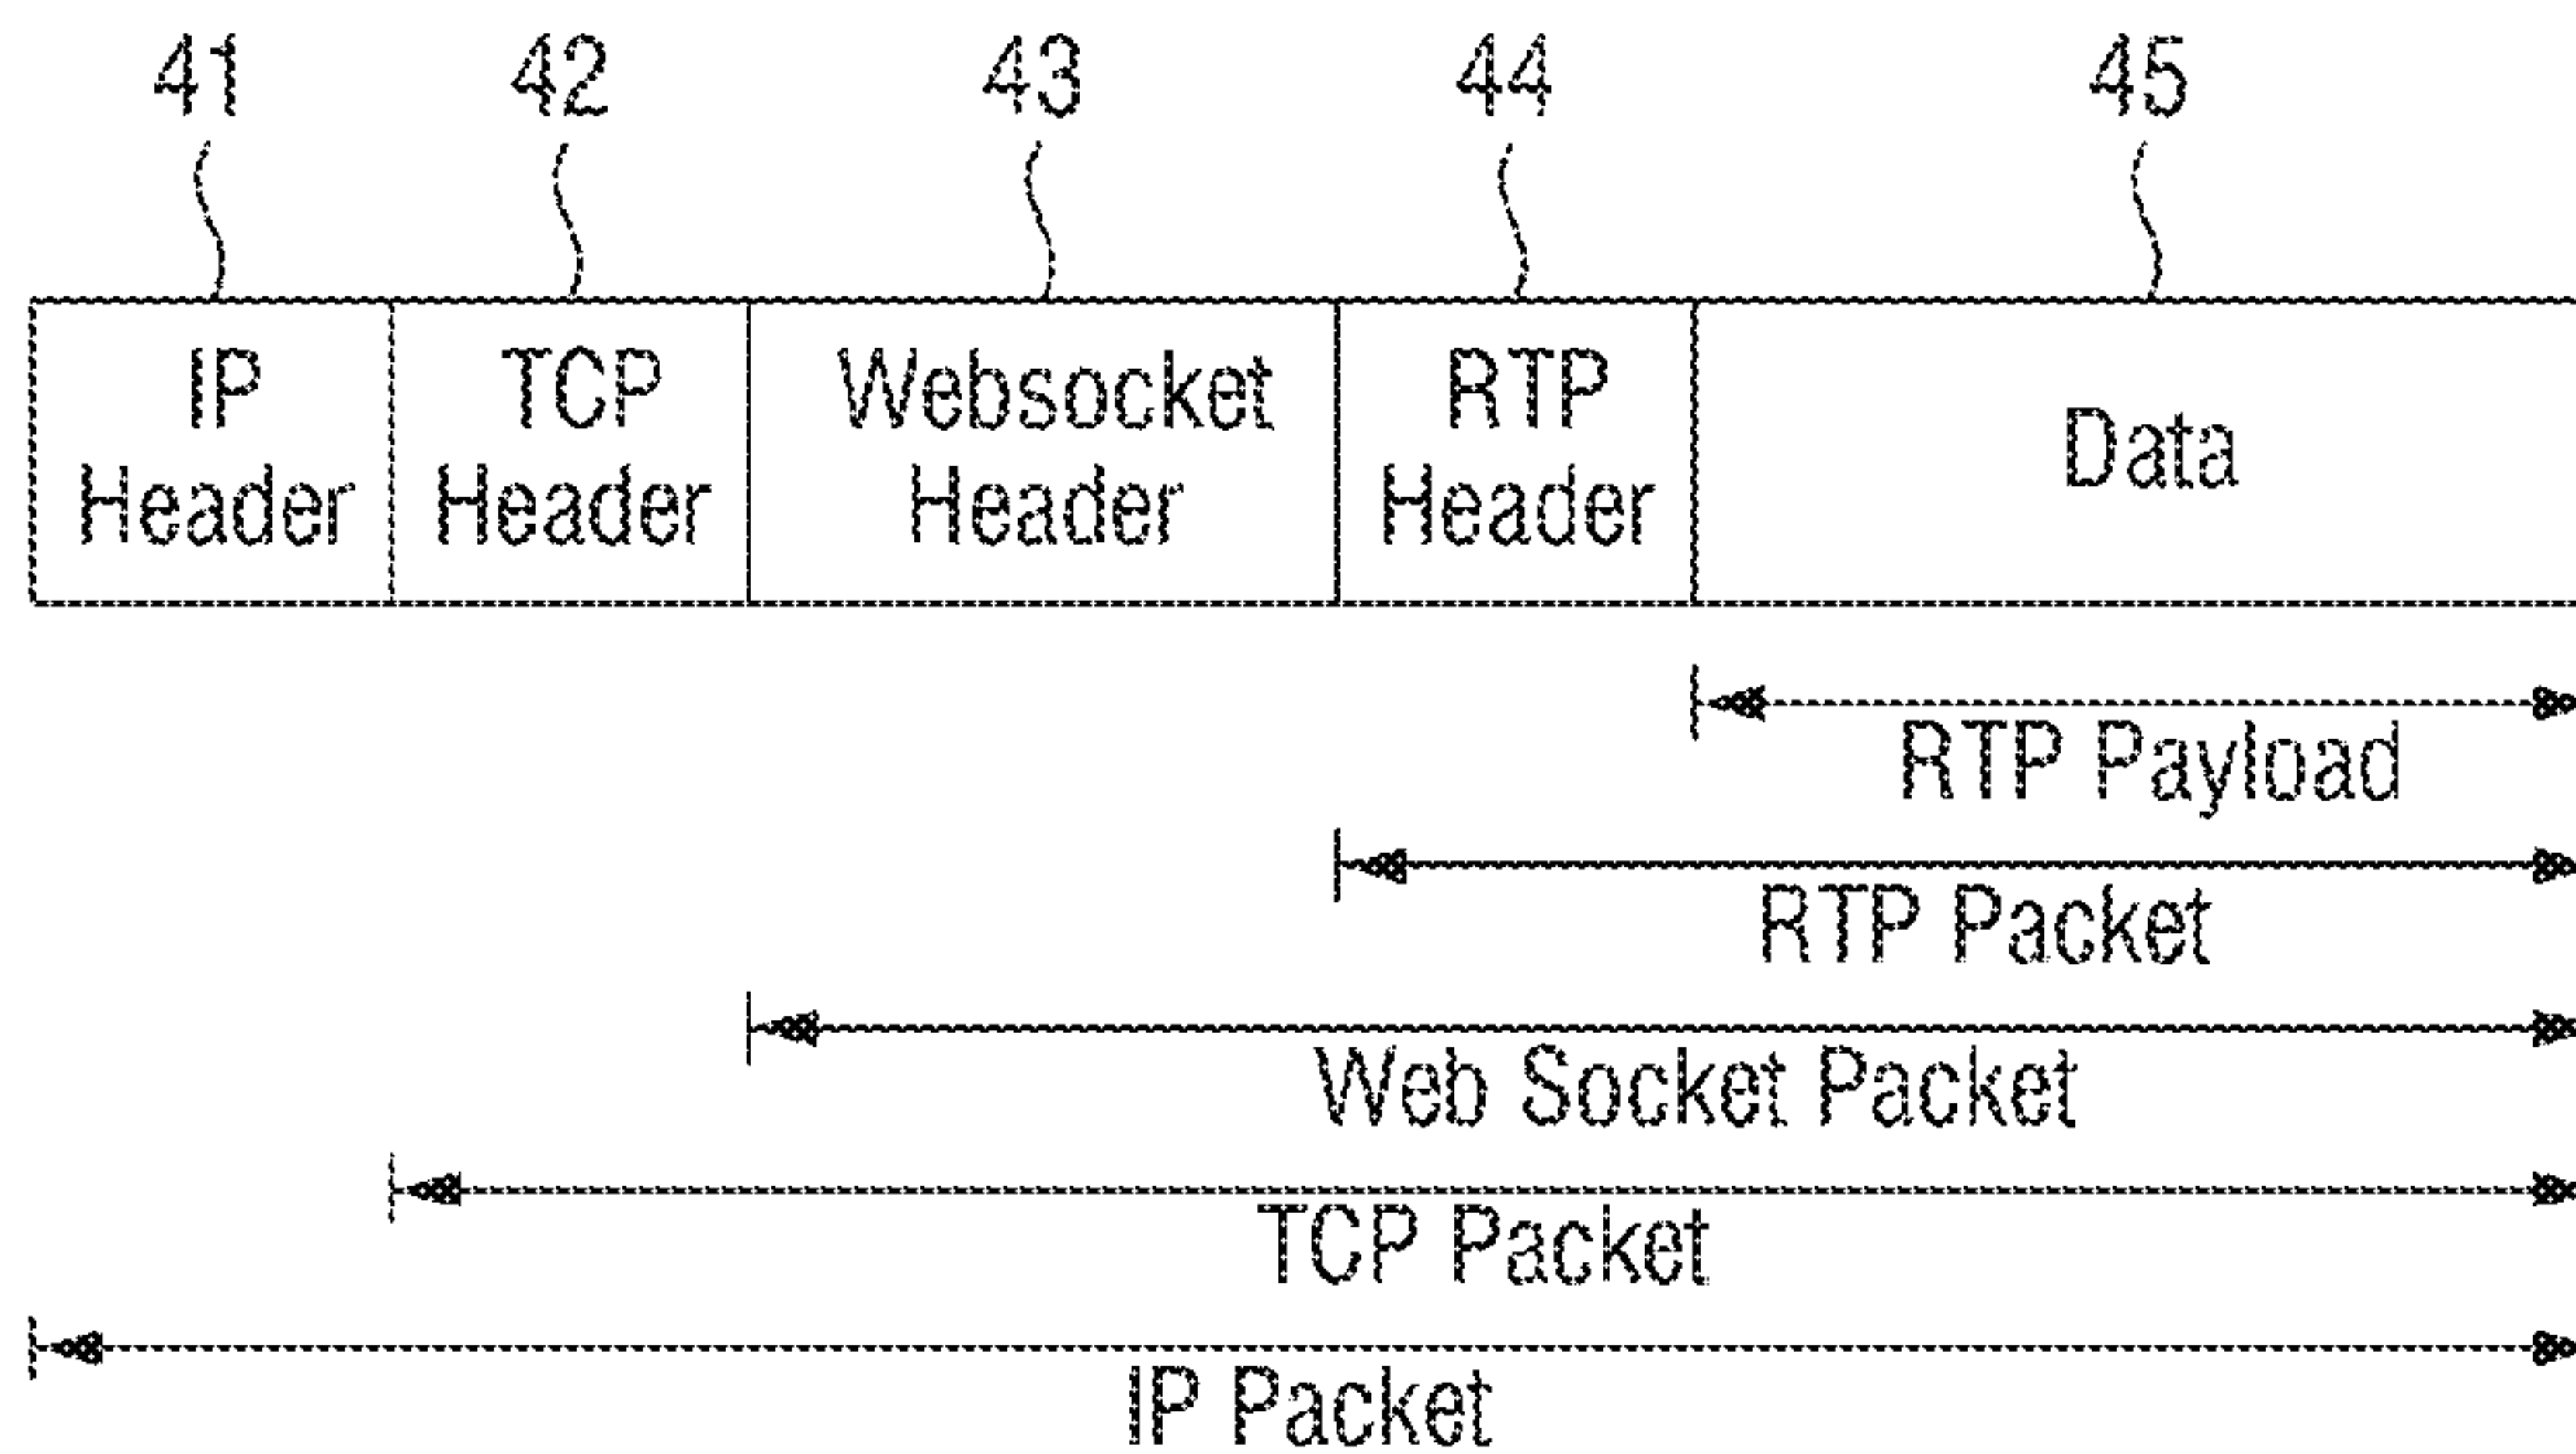 41 42 43 44 45
IP Header
TCP Header
Websocket Header
RTP Header
Data
RTP Payload
RTP Packet
Web Socket Packet
TCP Packet
IP Packet